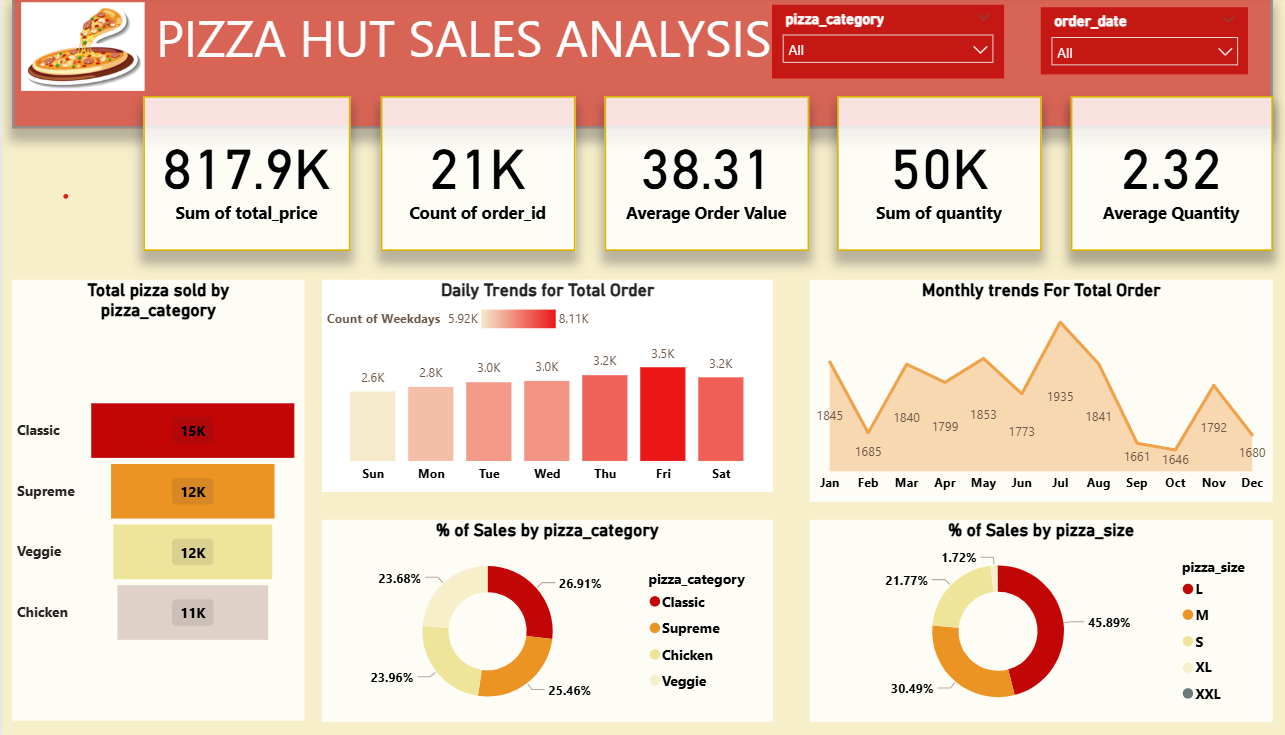 PIZZA HUT SALES ANALYSIS
pizza_category
All
order_date
All
817.9K
Sum of total_price
21K
Count of order_id
38.31
Average Order Value
50K
Sum of quantity
2.32
Average Quantity
Total pizza sold by
pizza_category
Classic
15K
Supreme
12K
Veggie
12K
Chicken
11K
Daily Trends for Total Order
Count of Weekdays 5.92K 8.11K
2.6K 2.8K 3.0K 3.0K 3.2K 3.5K 3.2K
Sun Mon Tue Wed Thu Fri Sat
Monthly trends For Total Order
1845 1685 1840 1799 1853 1773 1935 1841 1661 1646 1792 1680
Jan Feb Mar Apr May Jun Jul Aug Sep Oct Nov Dec
% of Sales by pizza_category
23.68%
26.91%
23.96%
25.46%
pizza_category
Classic
Supreme
Chicken
Veggie
% of Sales by pizza_size
1.72%
21.77%
45.89%
30.49%
pizza_size
L
M
S
XL
XXL